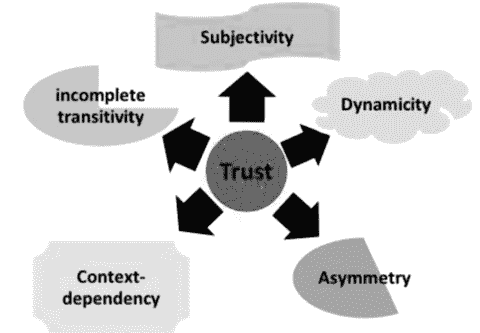 Subjectivity
incomplete
transitivity
Dynamicity
Trust
Context-
dependency
Asymmetry